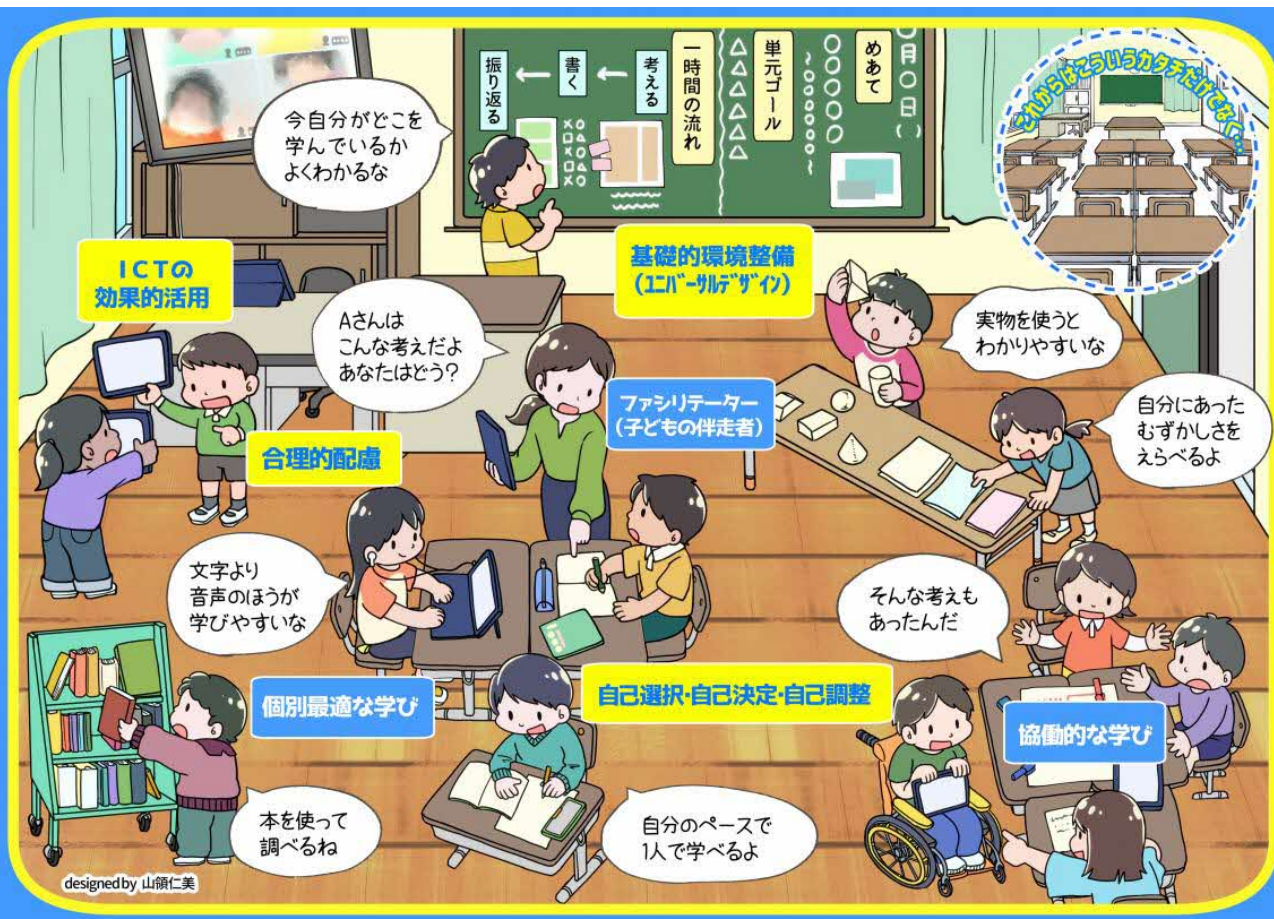 振り返る
←
書く
←
考える
一時間の流れ
△△△△△△
単元ゴール
~○○○○○~
○○○○○
めあて
○月○日()
×○×○
□△□△
×○×○
これからはこういうカタチだけでなく…
今自分がどこを
学んでいるか
よくわかるな
ICTの
効果的活用
基礎的環境整備
(ユニバーサルデザイン)
Aさんは
こんな考えだよ
あなたはどう?
実物を使うと
わかりやすいな
ファシリテーター
(子どもの伴走者)
自分にあった
むずかしさを
えらべるよ
合理的配慮
文字より
音声のほうが
学びやすいな
そんな考えも
あったんだ
個別最適な学び
自己選択・自己決定・自己調整
協働的な学び
本を使って
調べるね
自分のペースで
1人で学べるよ
designed by 山領仁美